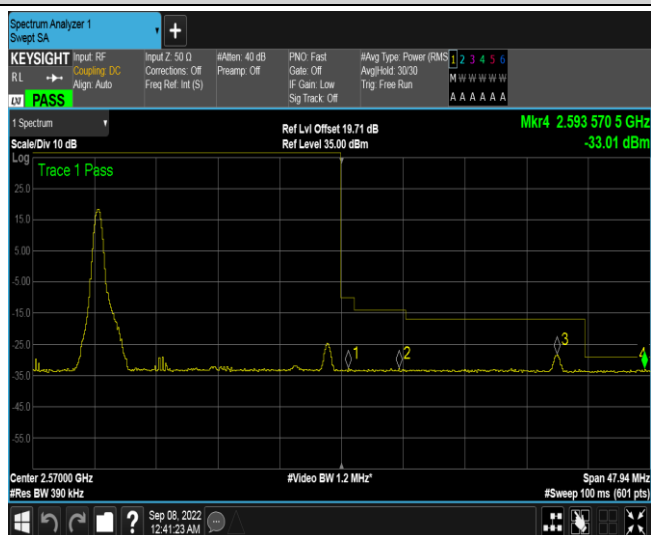 Spectrum Analyzer 1
Swept SA
+
KEYSIGHT Input: RF Input Z: 50 Ω #Atten: 40 dB PNO: Fast #Avg Type: Power (RMS 1 2 3 4 5 6
RL Coupling: DC Corrections: Off Preamp: Off Gate: Off Avg|Hold: 30/30 M W W W W W
Align: Auto Freq Ref: Int (S) IF Gain: Low Trig: Free Run
Sig Track: Off A A A A A A
LXI PASS
1 Spectrum Ref Lvl Offset 19.71 dB Mkr4 2.593 570 5 GHz
Scale/Div 10 dB Ref Level 35.00 dBm -33.01 dBm
Log
Trace 1 Pass
25.0
15.0
5.00
-5.00
-15.0
-25.0
-35.0
-45.0
-55.0
1
2
3
4
Center 2.57000 GHz #Video BW 1.2 MHz* Span 47.94 MHz
#Res BW 390 kHz #Sweep 100 ms (601 pts)
? Sep 08, 2022
12:41:23 AM